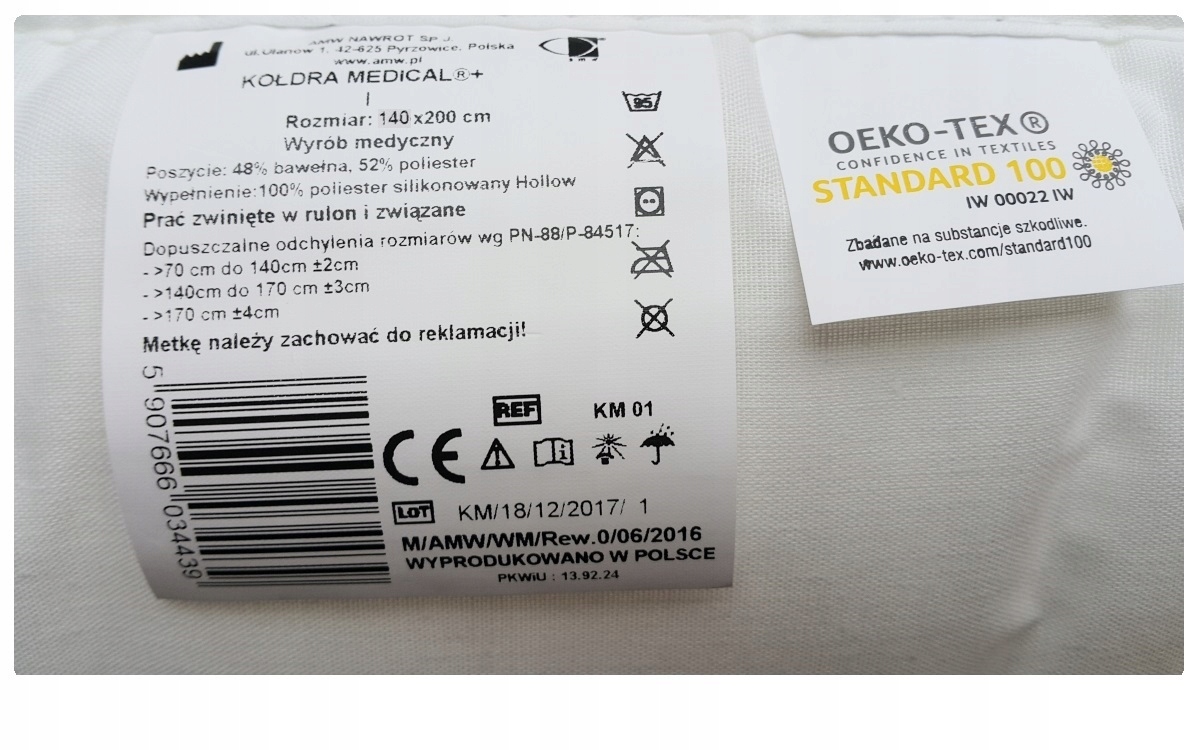 AMW NAWROT Sp J.
ul. Ulanow 1, 42-625 Pyrzowice, Polska
www.amw.pl
KOŁDRA MEDICAL®+
I
Rozmiar: 140x200 cm
Wyrób medyczny
Poszycie: 48% bawełna, 52% poliester
Wypełnienie:100% poliester silikonowany Hollow
Prać zwinięte w rulon i związane
Dopuszczalne odchylenia rozmiarów wg PN-88/P-84517:
- >70 cm do 140cm ±2cm
- >140cm do 170 cm ±3cm
- >170 cm ±4cm
Metkę należy zachować do reklamacji!
95
5 907666 034439
REF KM 01
CE
LOT KM/18/12/2017/ 1
M/AMW/WM/Rew.0/06/2016
WYPRODUKOWANO W POLSCE
PKWiU : 13.92.24
OEKO-TEX®
CONFIDENCE IN TEXTILES
STANDARD 100
IW 00022 IW
Zbadane na substancje szkodliwe.
www.oeko-tex.com/standard100